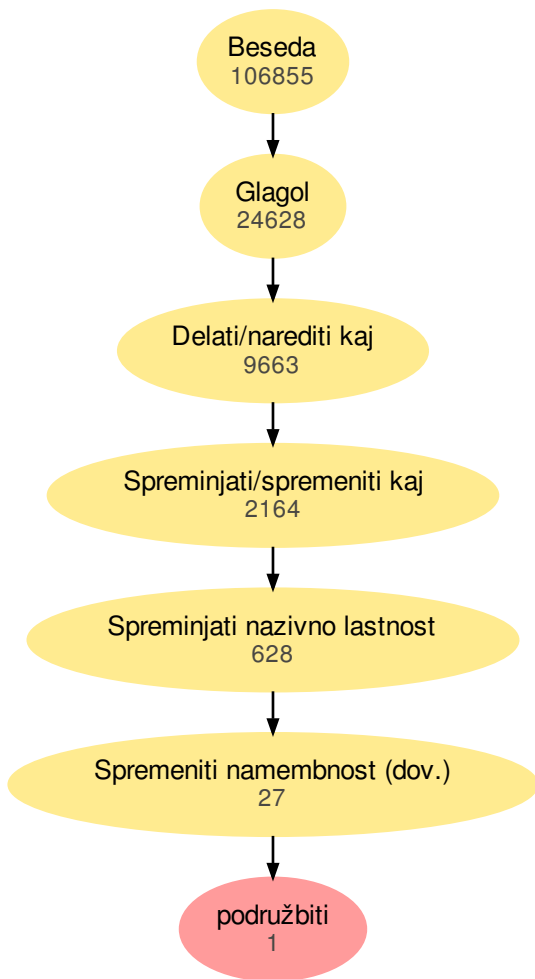 Beseda
106855
Glagol
24628
Delati/narediti kaj
9663
Spreminjati/spremeniti kaj
2164
Spreminjati nazivno lastnost
628
Spremeniti namembnost (dov.)
27
podružbiti
1